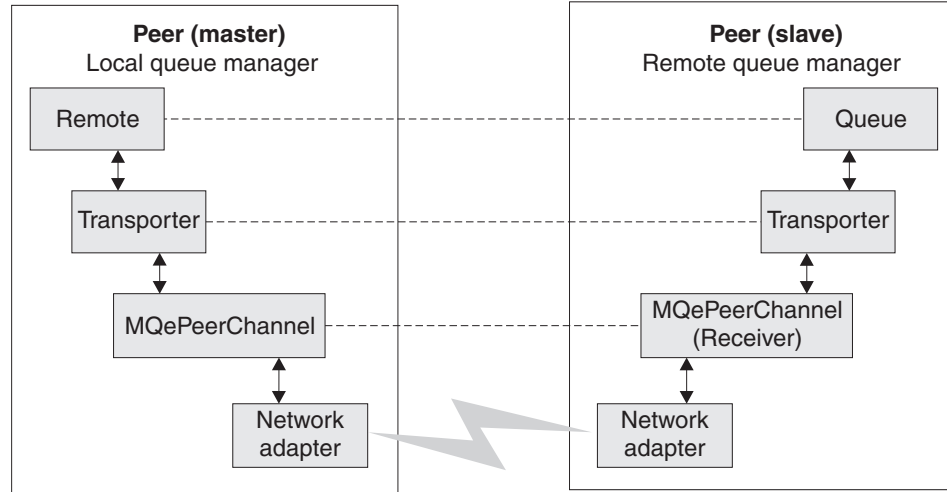 Peer (master)
Local queue manager
Remote
Transporter
MQePeerChannel
Network
adapter
Peer (slave)
Remote queue manager
Queue
Transporter
MQePeerChannel
(Receiver)
Network
adapter